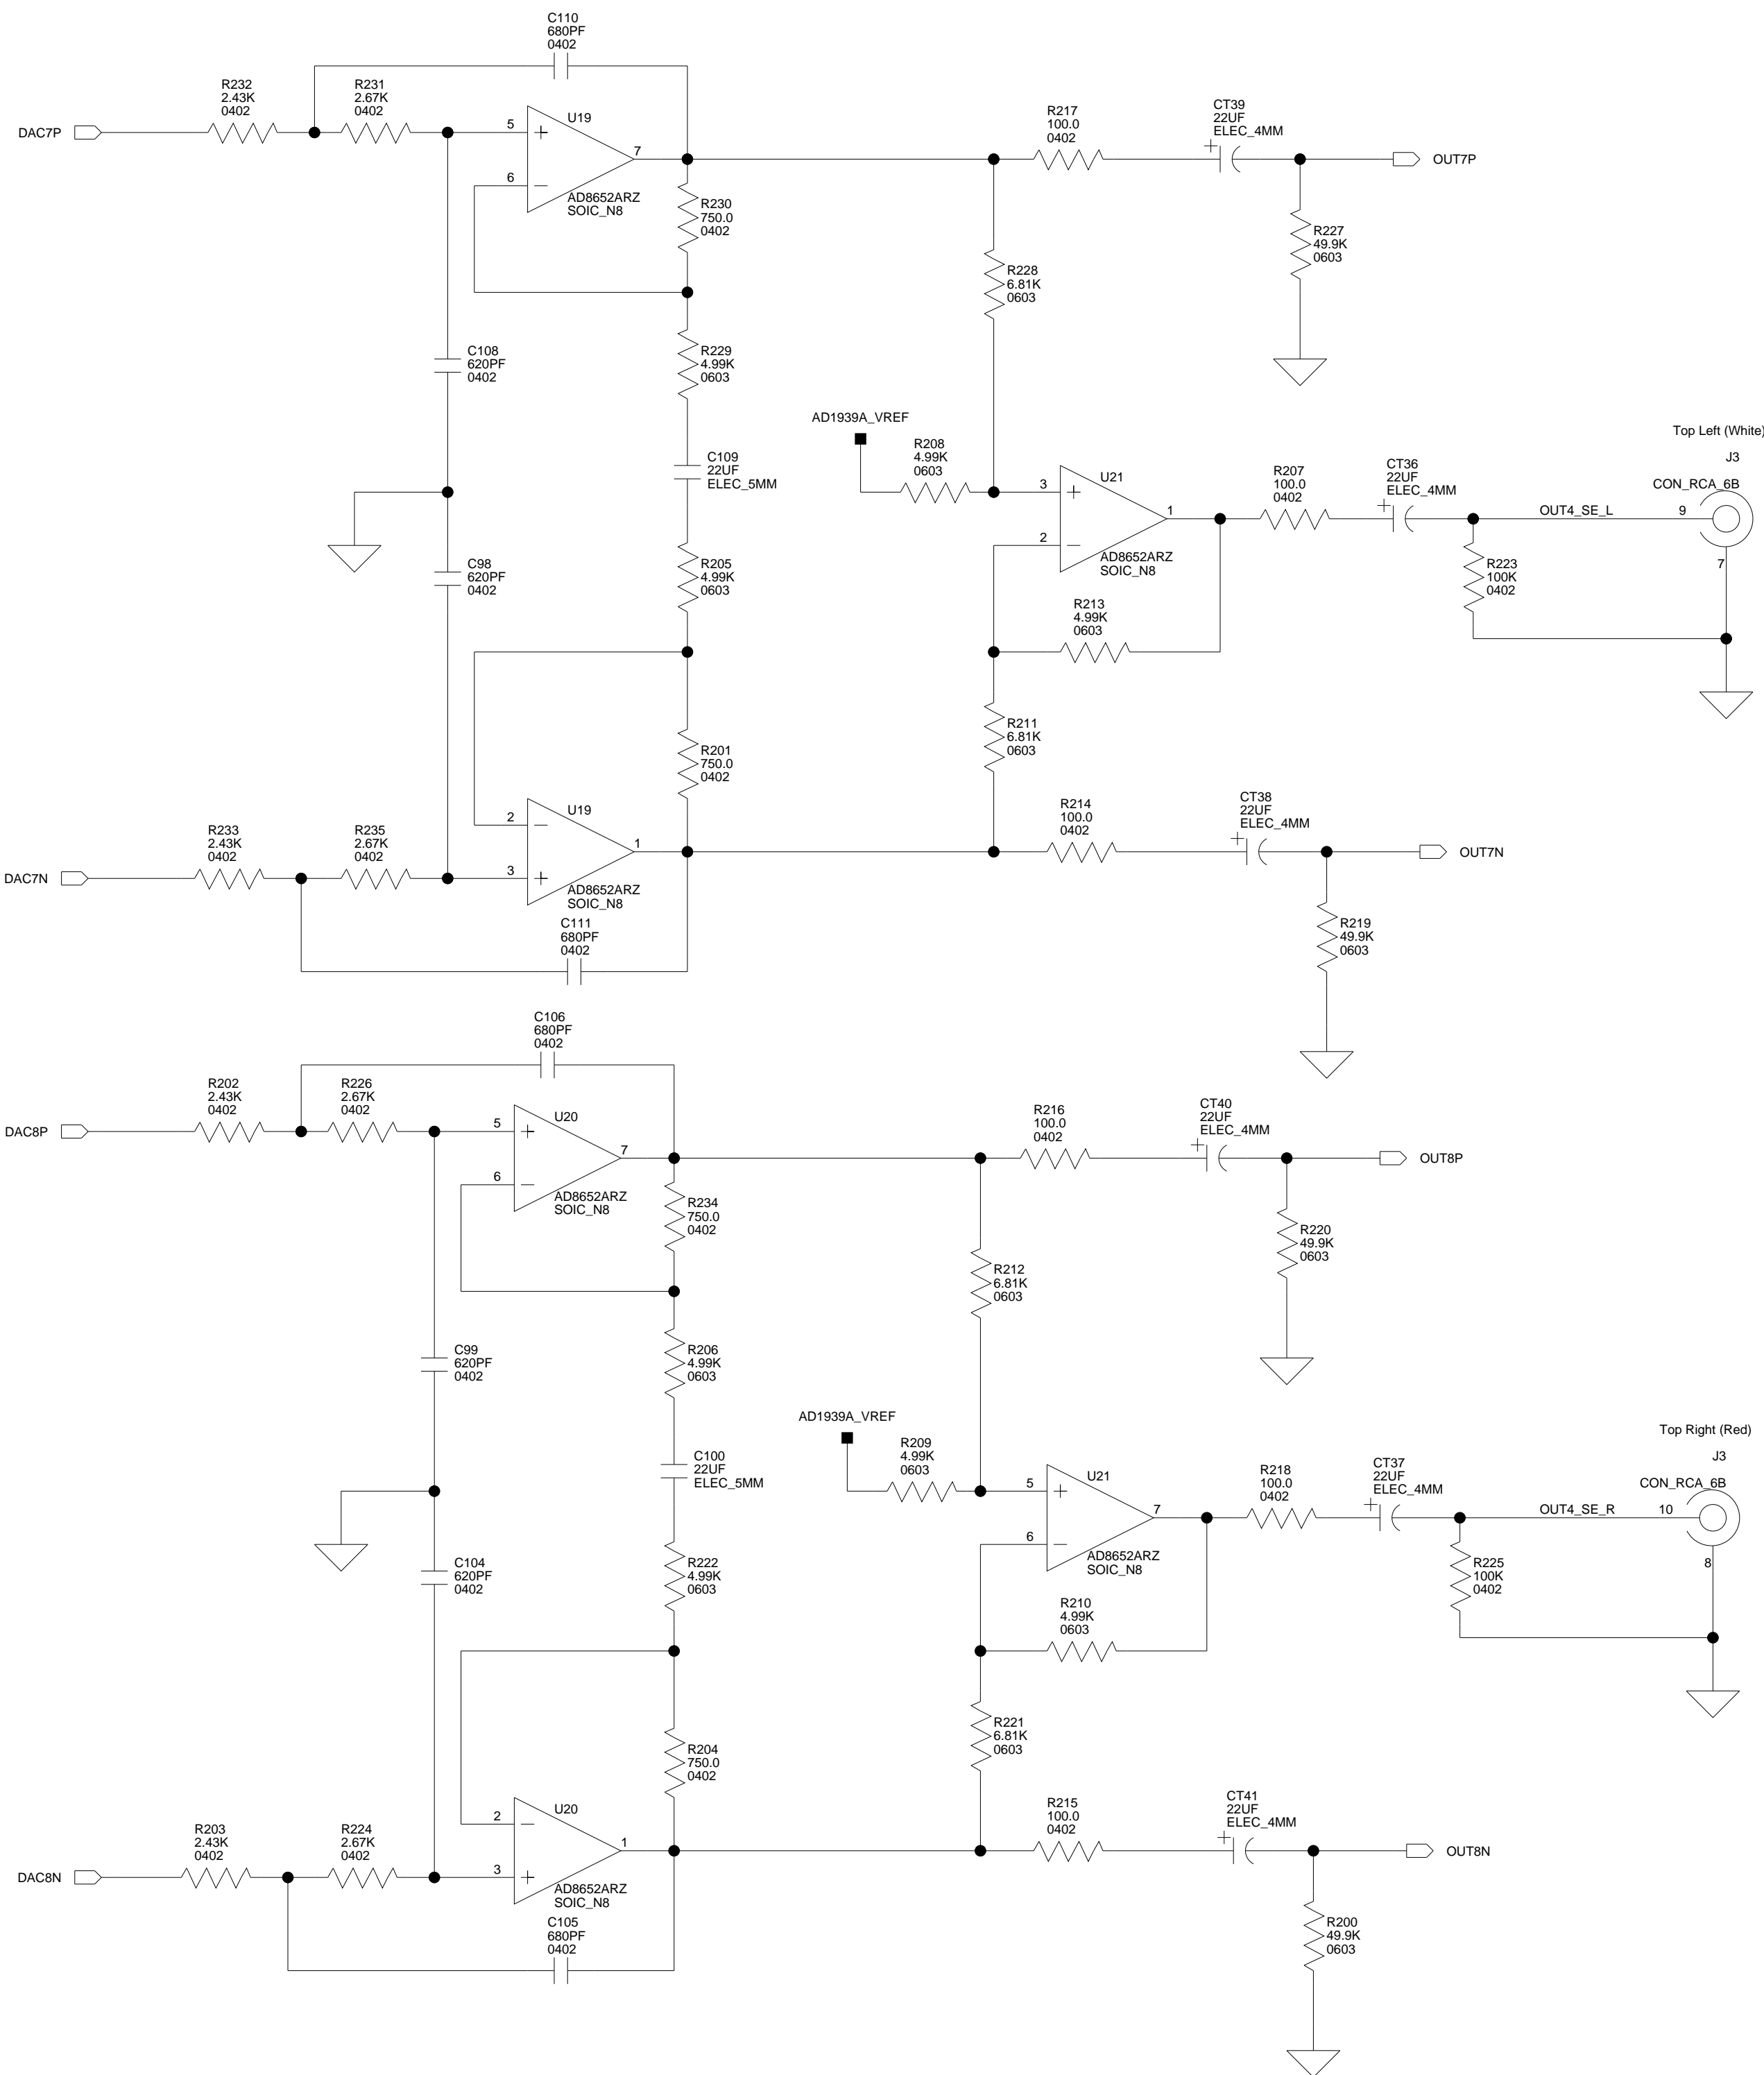 C110
680PF
0402
R232
2.43K
0402
R231
2.67K
0402
DAC7P
5
6
7
U19
AD8652ARZ
SOIC_N8
R230
750.0
0402
R217
100.0
0402
CT39
22UF
ELEC_4MM
OUT7P
R227
49.9K
0603
R228
6.81K
0603
C108
620PF
0402
R229
4.99K
0603
C109
22UF
ELEC_5MM
AD1939A_VREF
R208
4.99K
0603
3
2
1
U21
AD8652ARZ
SOIC_N8
R207
100.0
0402
CT36
22UF
ELEC_4MM
OUT4_SE_L
Top Left (White)
J3
CON_RCA_6B
9
7
R223
100K
0402
C98
620PF
0402
R205
4.99K
0603
R213
4.99K
0603
R211
6.81K
0603
R201
750.0
0402
U19
2
3
1
AD8652ARZ
SOIC_N8
R233
2.43K
0402
R235
2.67K
0402
DAC7N
C111
680PF
0402
R214
100.0
0402
CT38
22UF
ELEC_4MM
OUT7N
R219
49.9K
0603
C106
680PF
0402
R202
2.43K
0402
R226
2.67K
0402
DAC8P
5
6
7
U20
AD8652ARZ
SOIC_N8
R234
750.0
0402
R216
100.0
0402
CT40
22UF
ELEC_4MM
OUT8P
R220
49.9K
0603
R212
6.81K
0603
C99
620PF
0402
R206
4.99K
0603
C100
22UF
ELEC_5MM
AD1939A_VREF
R209
4.99K
0603
5
6
7
U21
AD8652ARZ
SOIC_N8
R218
100.0
0402
CT37
22UF
ELEC_4MM
OUT4_SE_R
Top Right (Red)
J3
CON_RCA_6B
10
8
R225
100K
0402
C104
620PF
0402
R222
4.99K
0603
R210
4.99K
0603
R221
6.81K
0603
R204
750.0
0402
U20
2
3
1
AD8652ARZ
SOIC_N8
R203
2.43K
0402
R224
2.67K
0402
DAC8N
C105
680PF
0402
R215
100.0
0402
CT41
22UF
ELEC_4MM
OUT8N
R200
49.9K
0603